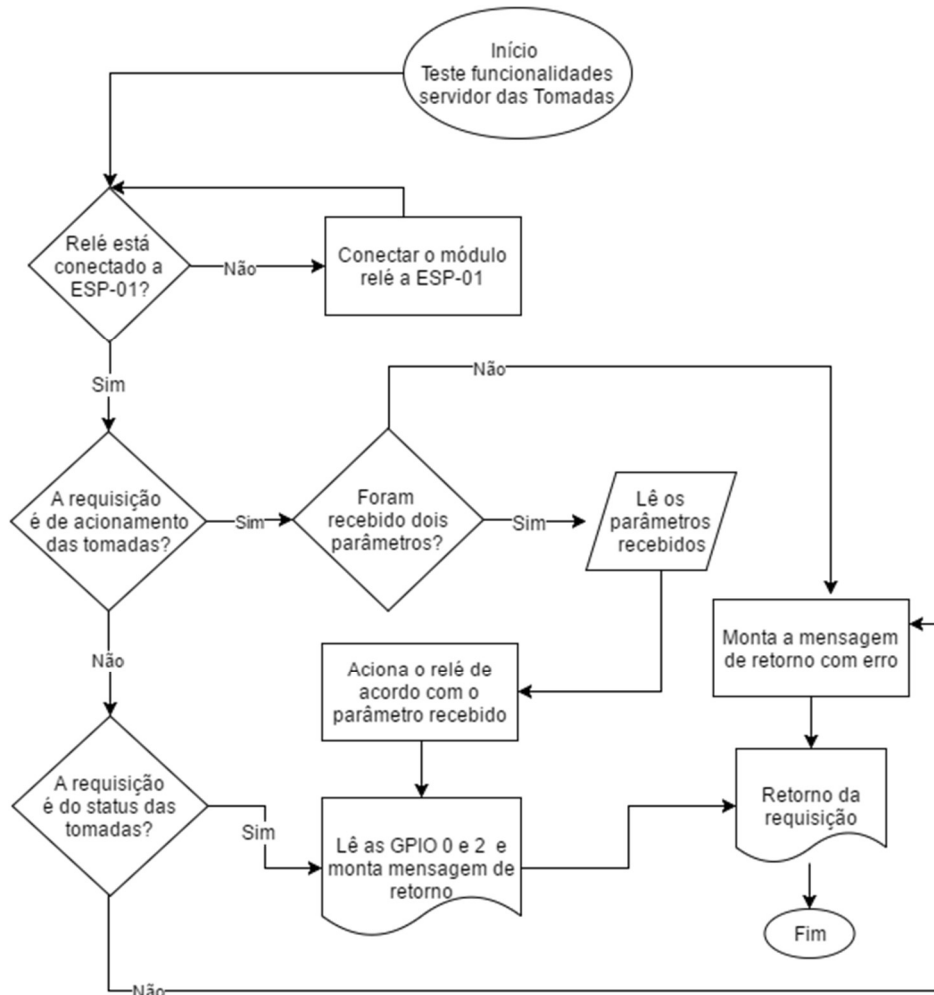 Início
Teste funcionalidades
servidor das Tomadas
Relé está
conectado a
ESP-01?
Não
Conectar o módulo
relé a ESP-01
Sim
Não
A requisição
é de acionamento
das tomadas?
Sim
Foram
recebido dois
parâmetros?
Sim
Lê os
parâmetros
recebidos
Não
Aciona o relé de
acordo com o
parâmetro recebido
Monta a mensagem
de retorno com erro
A requisição
é do status das
tomadas?
Sim
Lê as GPIO 0 e 2 e
monta mensagem de
retorno
Retorno da
requisição
Fim
Não